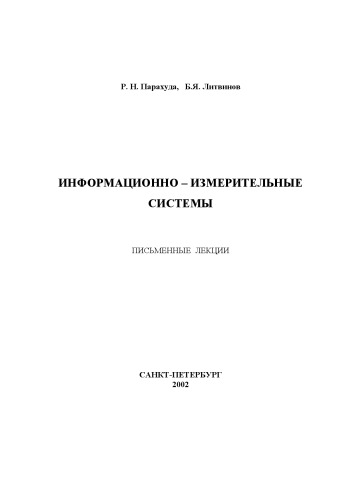 Р. Н. Парахуда, Б.Я. Литвинов
ИНФОРМАЦИОННО – ИЗМЕРИТЕЛЬНЫЕ
СИСТЕМЫ
ПИСЬМЕННЫЕ ЛЕКЦИИ
САНКТ-ПЕТЕРБУРГ
2002